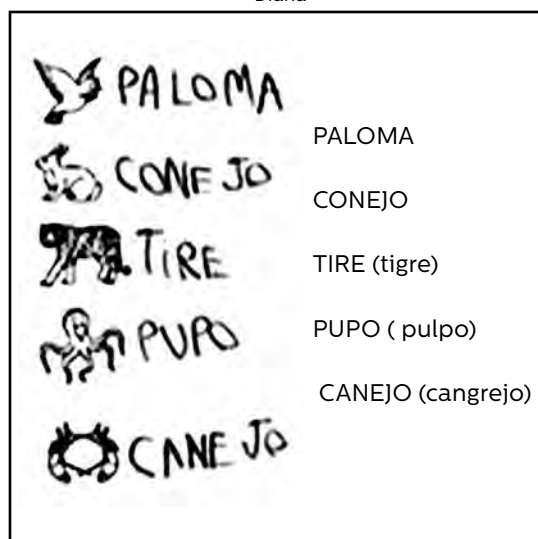 Diana
PALOMA
PALOMA
CONEJO
CONEJO
TIRE
TIRE (tigre)
PUPO
PUPO ( pulpo)
CANEJO (cangrejo)
CANEJO